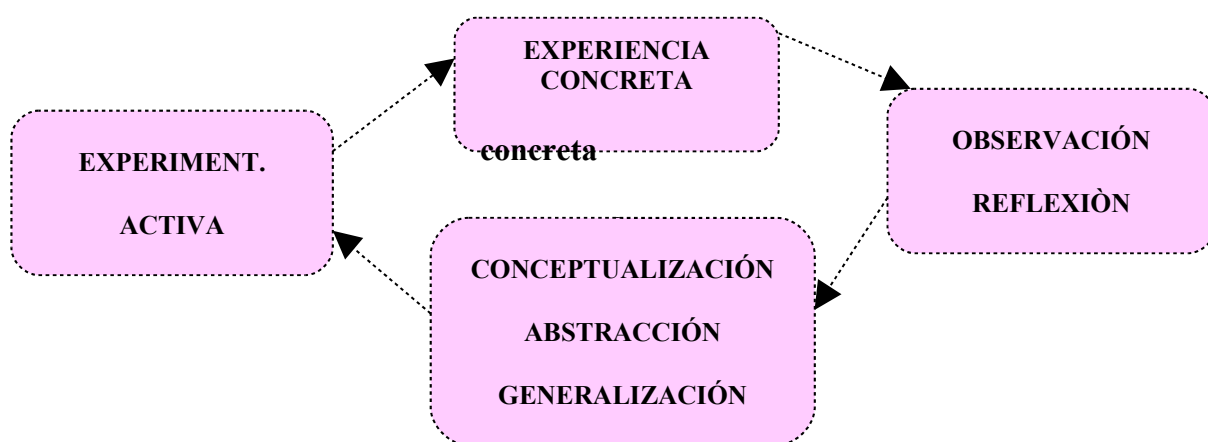 EXPERIENCIA
CONCRETA
concreta
OBSERVACIÓN
REFLEXIÒN
CONCEPTUALIZACIÓN
ABSTRACCIÓN
GENERALIZACIÓN
EXPERIMENT.
ACTIVA